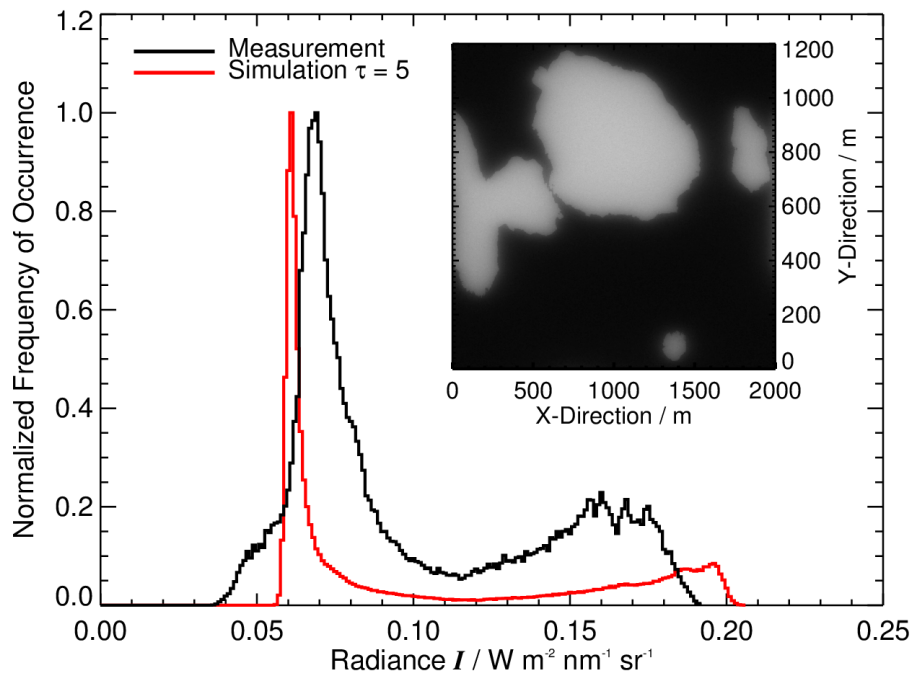 1.2
1.0
0.8
0.6
0.4
0.2
0.0
Normalized Frequency of Occurrence
Measurement
Simulation τ = 5
1200
1000
800
600
400
200
0
Y-Direction / m
0 500 1000 1500 2000
X-Direction / m
0.00 0.05 0.10 0.15 0.20 0.25
Radiance I / W m⁻² nm⁻¹ sr⁻¹